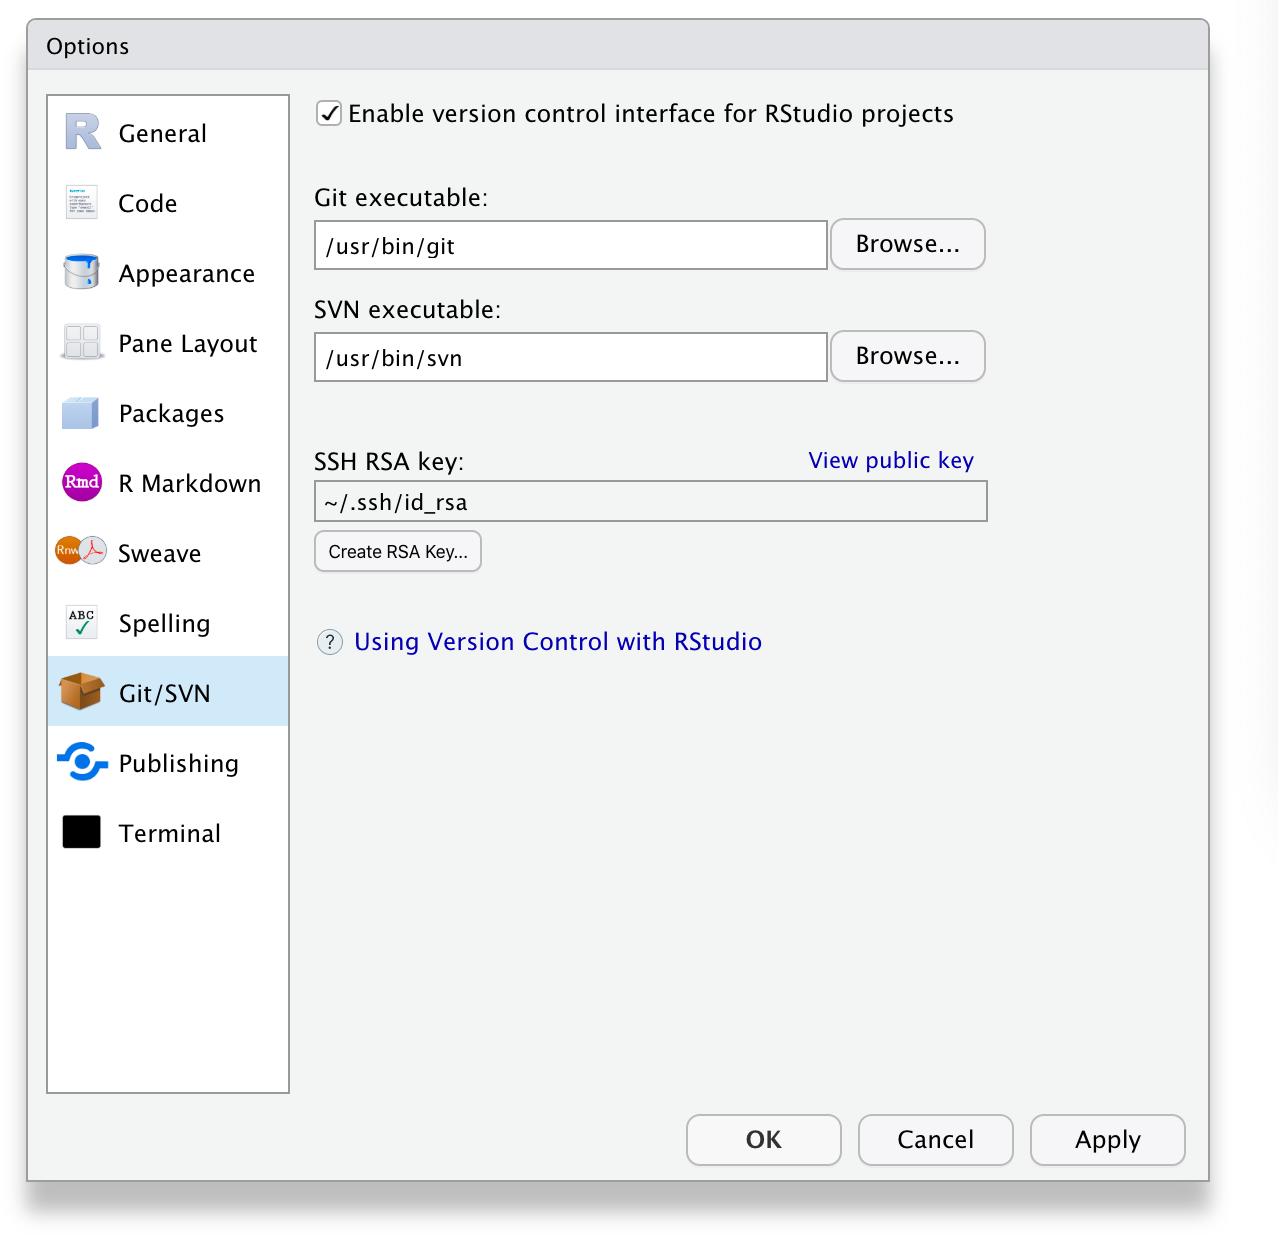 Options
General
Code
Appearance
Pane Layout
Packages
Rmd
R Markdown
Rnw
Sweave
ABC
Spelling
Git/SVN
Publishing
Terminal
Enable version control interface for RStudio projects
Git executable:
/usr/bin/git
Browse...
SVN executable:
/usr/bin/svn
Browse...
SSH RSA key:
View public key
~/.ssh/id_rsa
Create RSA Key...
? Using Version Control with RStudio
OK
Cancel
Apply